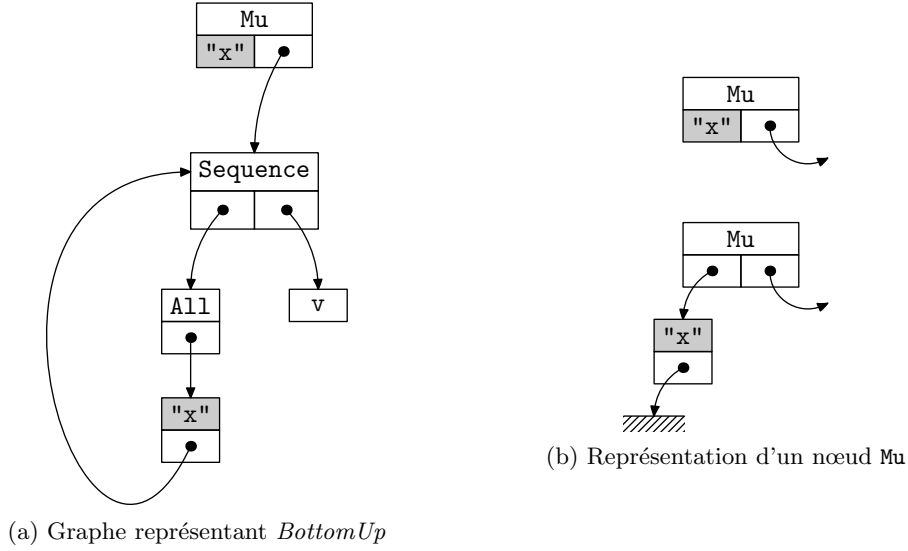 Mu
"x"
Sequence
All
v
"x"
(a) Graphe représentant BottomUp
Mu
"x"
Mu
"x"
(b) Représentation d'un nœud Mu